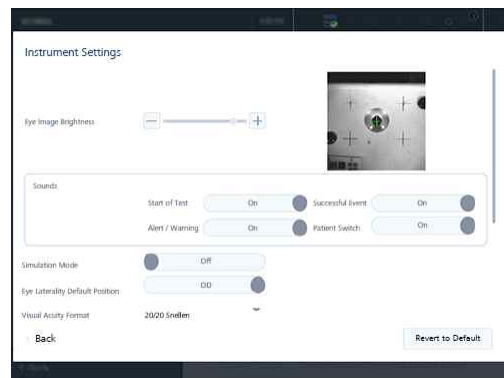 Instrument Settings
Eye Image Brightness
Sounds
Start of Test On Successful Event On
Alert / Warning On Patient Switch On
Simulation Mode Off
Eye Laterality Default Position OD
Visual Acuity Format 20/20 Snellen
Back Revert to Default